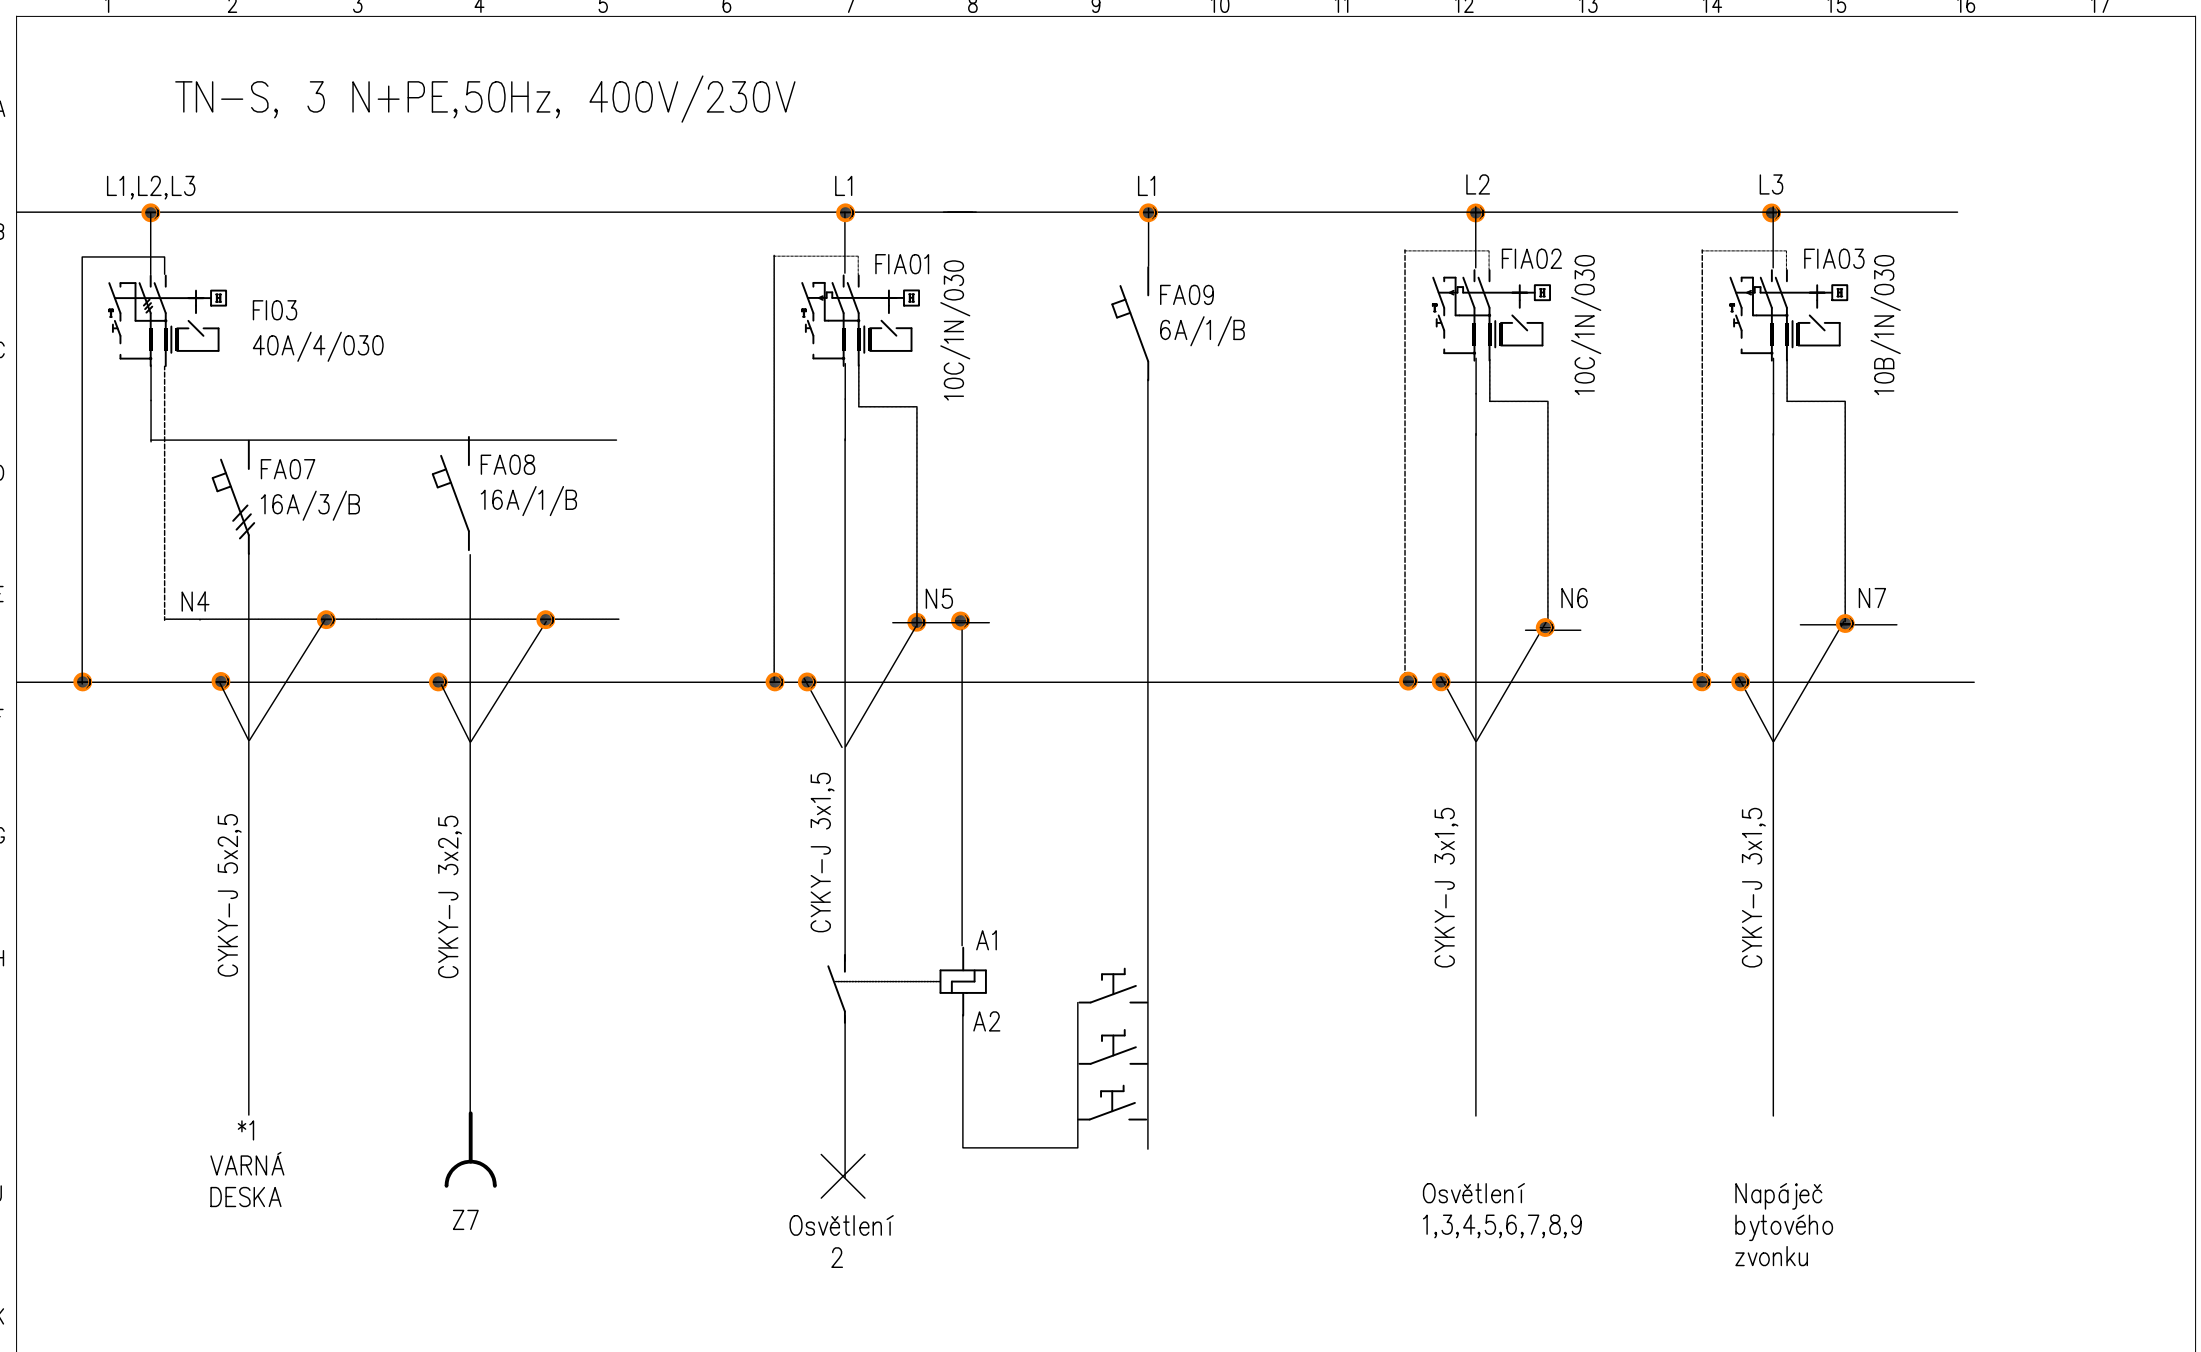 1 2 3 4 5 6 7 8 9 10 11 12 13 14 15 16 17
A
TN-S, 3 N+PE,50Hz, 400V/230V
L1,L2,L3
L1
L1
L2
L3
B
FI03
40A/4/030
FIA01
10C/1N/030
FA09
6A/1/B
FIA02
10C/1N/030
FIA03
10B/1N/030
C
D
FA07
16A/3/B
FA08
16A/1/B
E
N4
N5
N6
N7
F
G
CYKY-J 5x2,5
CYKY-J 3x2,5
CYKY-J 3x1,5
CYKY-J 3x1,5
CYKY-J 3x1,5
H
A1
A2
*1
VARNÁ
DESKA
Z7
Osvětlení
2
Osvětlení
1,3,4,5,6,7,8,9
Napáječ
bytového
zvonku
J
K